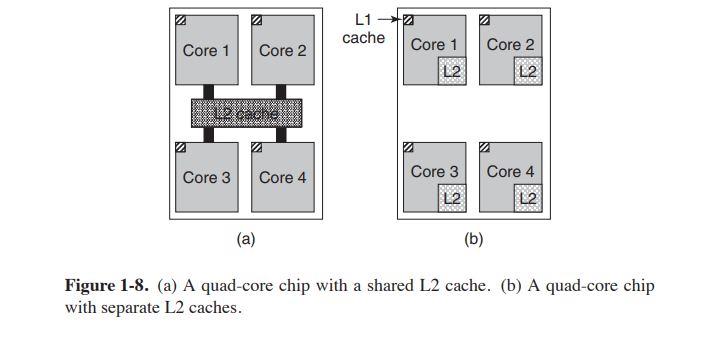 L1
cache
Core 1
Core 2
L2 cache
Core 3
Core 4
(a)
Core 1
L2
Core 2
L2
Core 3
L2
Core 4
L2
(b)
Figure 1-8. (a) A quad-core chip with a shared L2 cache. (b) A quad-core chip
with separate L2 caches.